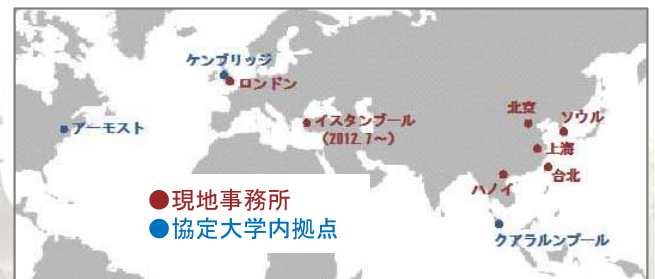 ケンブリッジ
ロンドン
アーモスト
イスタンブール
(2012.7～)
北京
ソウル
上海
台北
ハノイ
クアラルンプール
●現地事務所
●協定大学内拠点